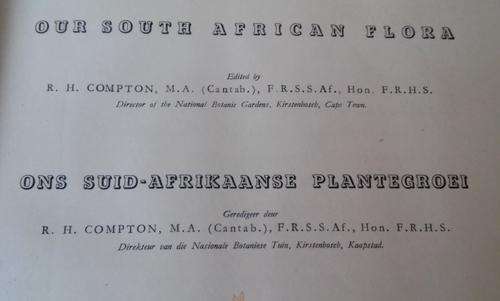 OUR SOUTH AFRICAN FLORA
Edited by
R. H. COMPTON, M.A. (Cantab.), F.R.S.S.Af., Hon. F.R.H.S.
Director of the National Botanic Gardens, Kirstenbosch, Cape Town.
ONS SUID-AFRIKAANSE PLANTEGROEI
Geredigeer deur
R. H. COMPTON, M.A. (Cantab.), F.R.S.S.Af., Hon. F.R.H.S.
Direkteur van die Nasionale Botaniese Tuin, Kirstenbosch, Kaapstad.